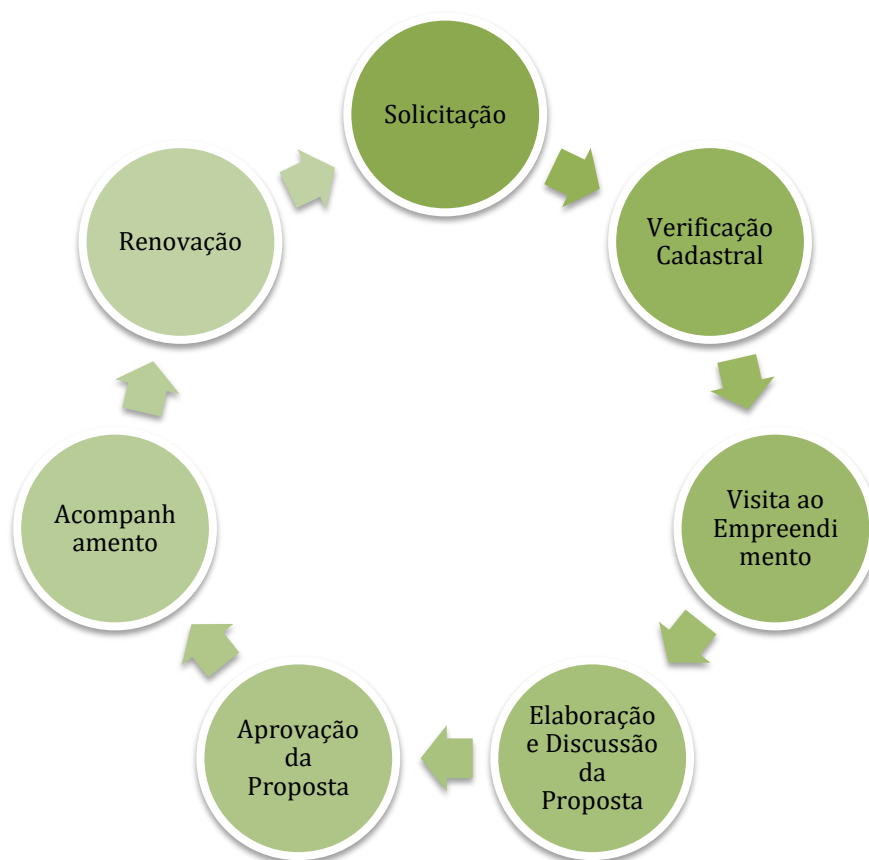 Solicitação
Verificação
Cadastral
Visita ao
Empreendi
mento
Elaboração
e Discussão
da
Proposta
Aprovação
da
Proposta
Acompanh
amento
Renovação